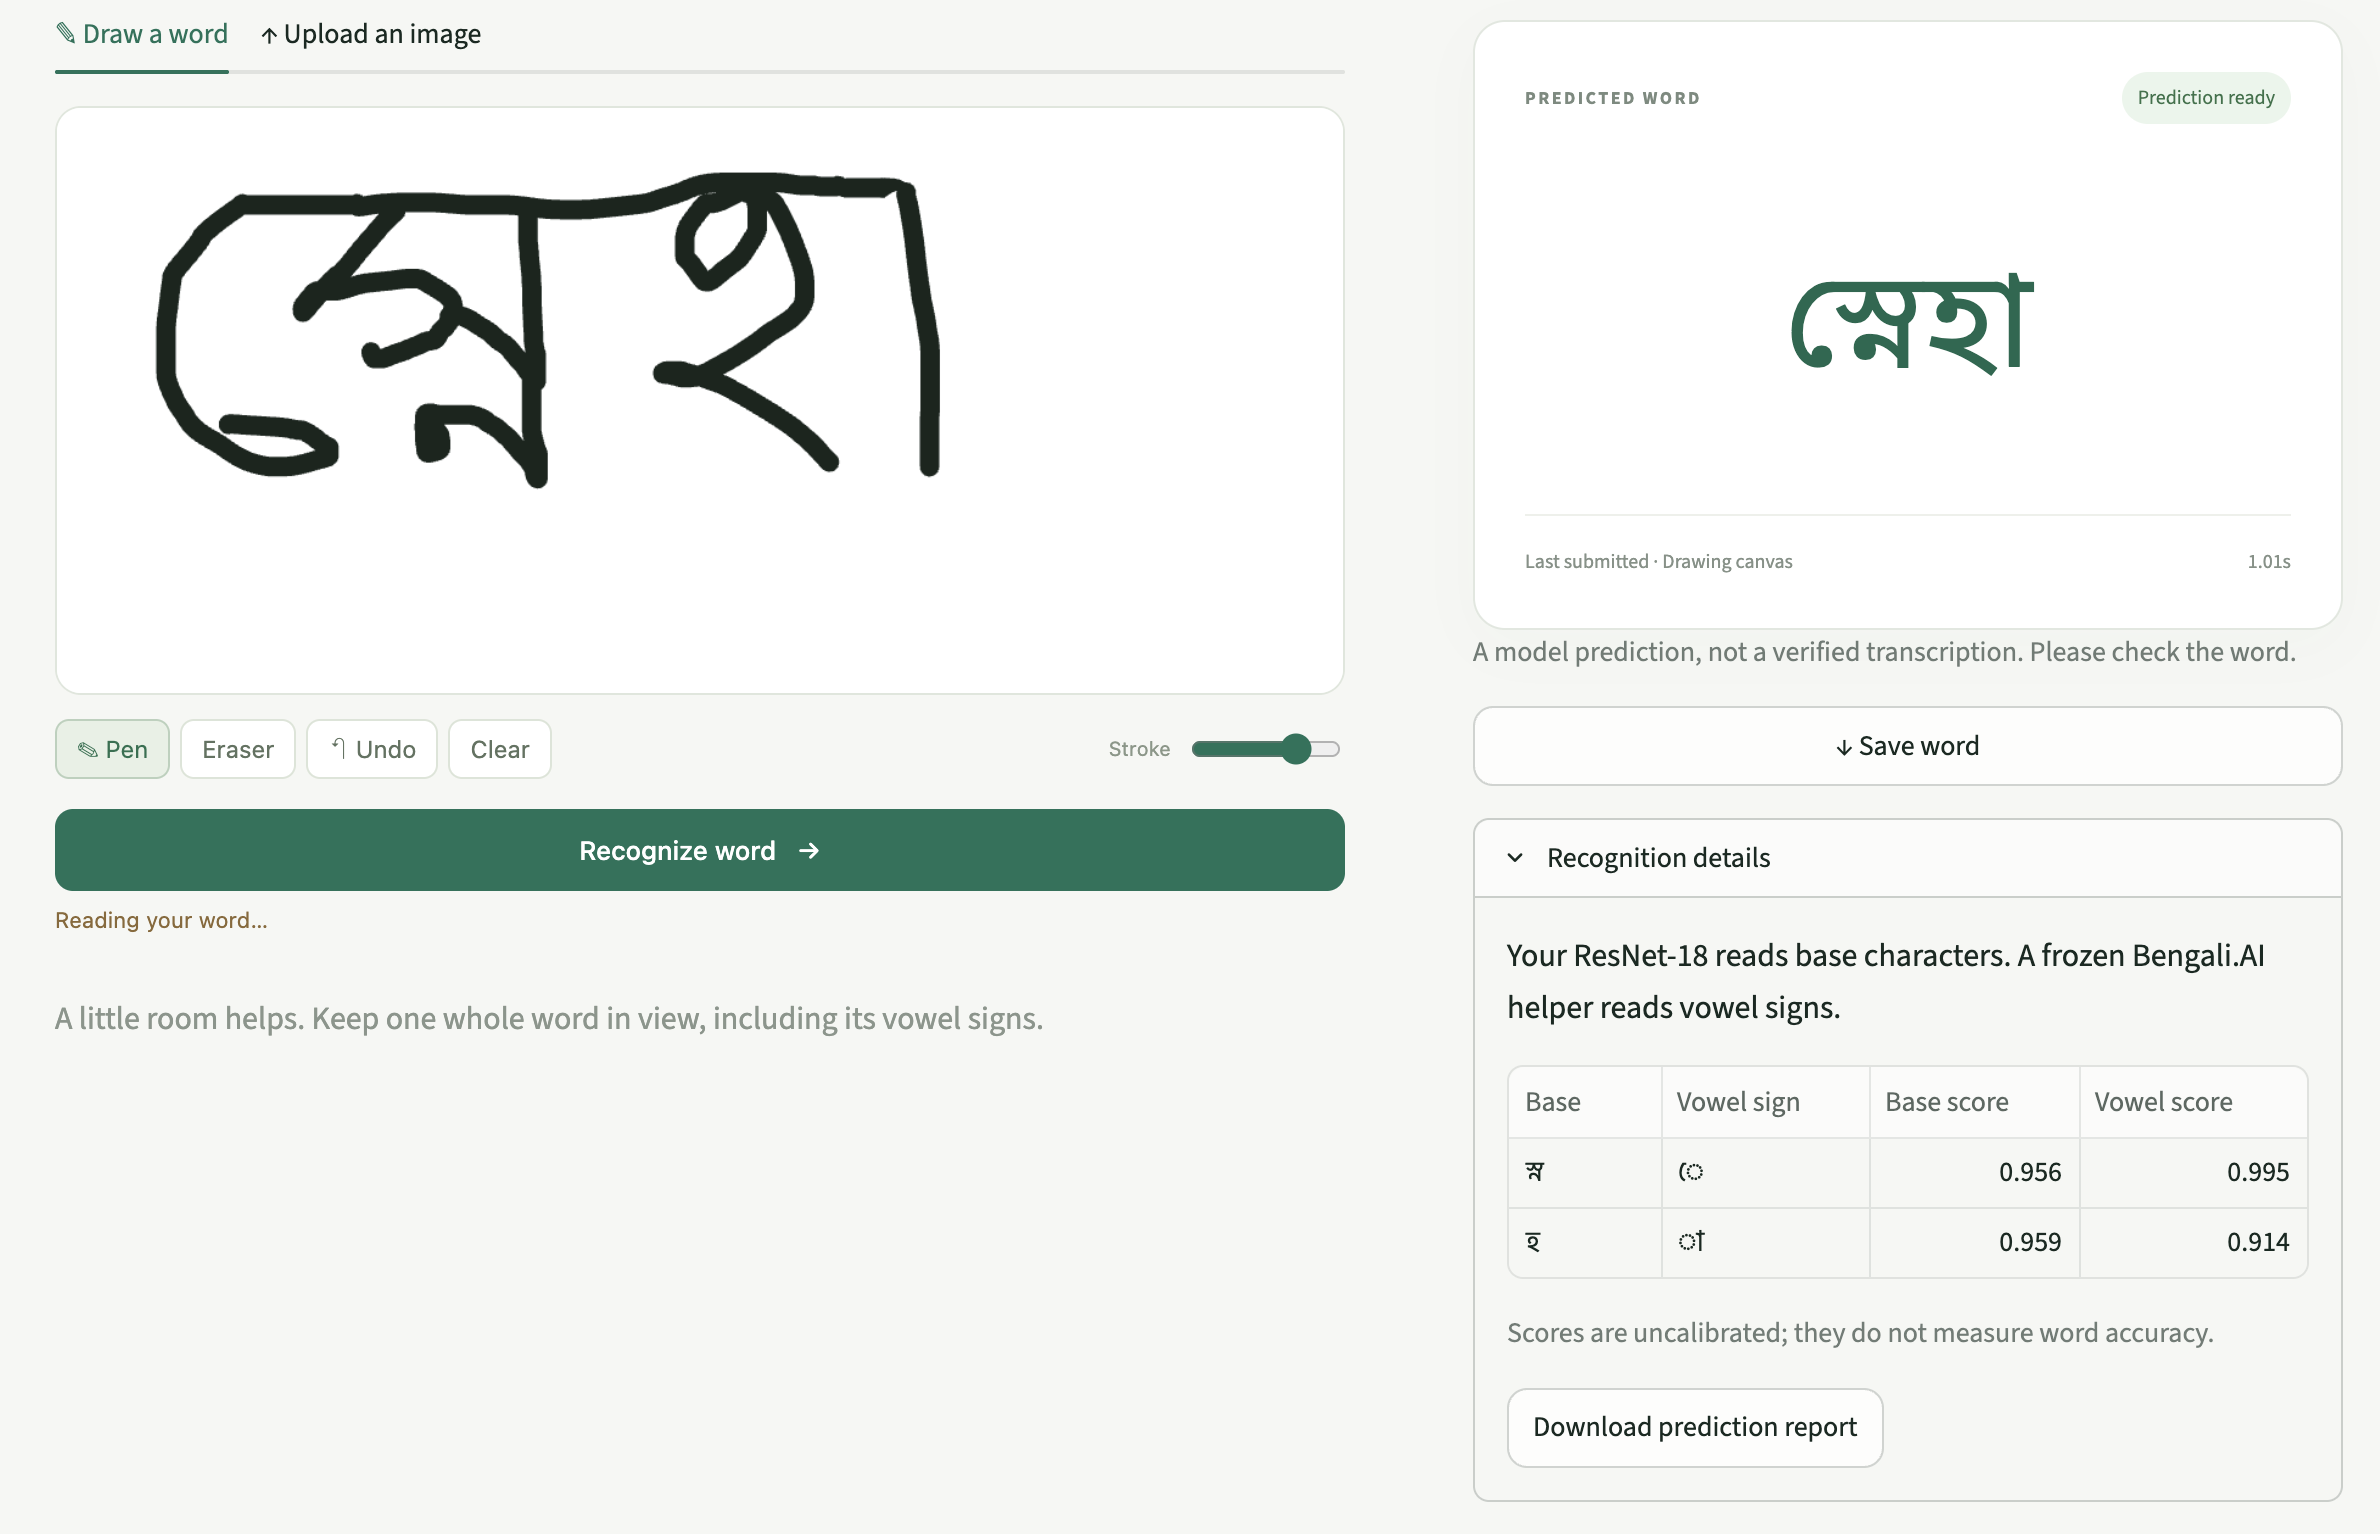 ✎ Draw a word ↑ Upload an image
স্নেহা
✎ Pen Eraser Undo Clear Stroke
Recognize word →
Reading your word...
A little room helps. Keep one whole word in view, including its vowel signs.
PREDICTED WORD Prediction ready
স্নেহা
Last submitted · Drawing canvas 1.01s
A model prediction, not a verified transcription. Please check the word.
↓ Save word
Recognition details
Your ResNet-18 reads base characters. A frozen Bengali.AI
helper reads vowel signs.
Base Vowel sign Base score Vowel score
স্ন ে 0.956 0.995
হ া 0.959 0.914
Scores are uncalibrated; they do not measure word accuracy.
Download prediction report